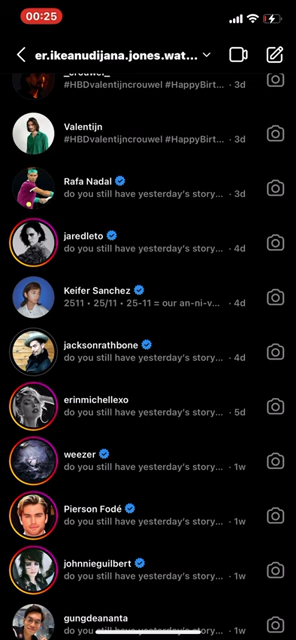 00:25
er.ikeanudijana.jones.wat...
#HBDvalentijncrouwel #HappyBirt... · 3d
Valentijn
#HBDvalentijncrouwel #HappyBirt... · 3d
Rafa Nadal
do you still have yesterday's story... · 3d
jaredleto
do you still have yesterday's story... · 4d
Keifer Sanchez
2511 • 25/11 • 25-11 = our an-ni-v... · 4d
jacksonrathbone
do you still have yesterday's story... · 4d
erinmichellexo
do you still have yesterday's story... · 5d
weezer
do you still have yesterday's story... · 1w
Pierson Fodé
do you still have yesterday's story... · 1w
johnnieguilbert
do you still have yesterday's story... · 1w
gungdeananta
do you still have yesterday's story... · 1w